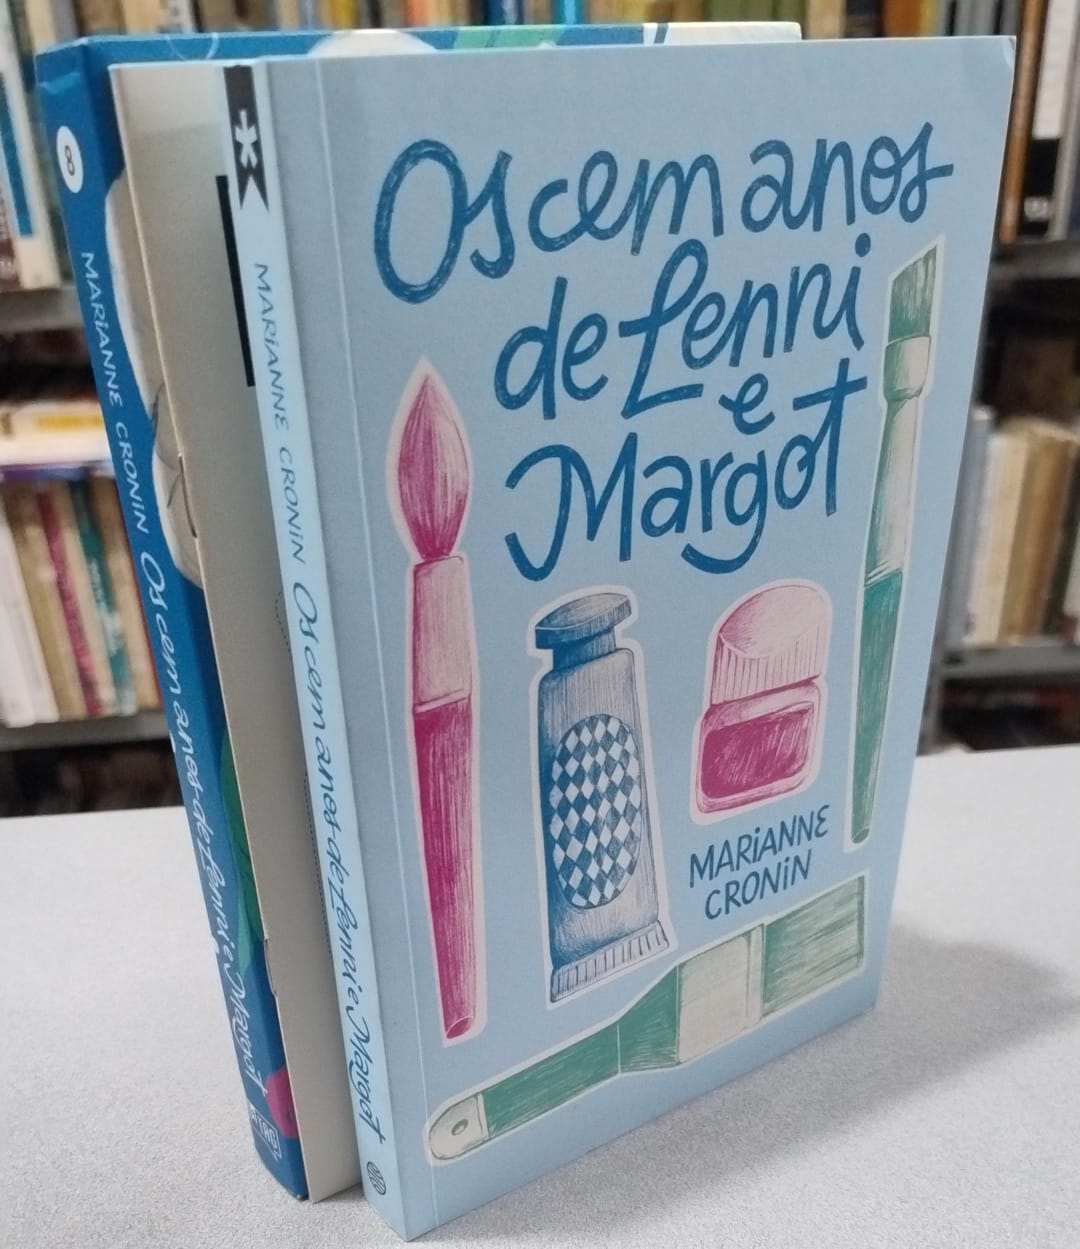 Os cem anos
de Lenni
e
Margot
MARIANNE
CRONIN
MARIANNE CRONIN Os cem anos de Lenni e Margot
8
MARIANNE CRONIN Os cem anos de Lenni e Margot